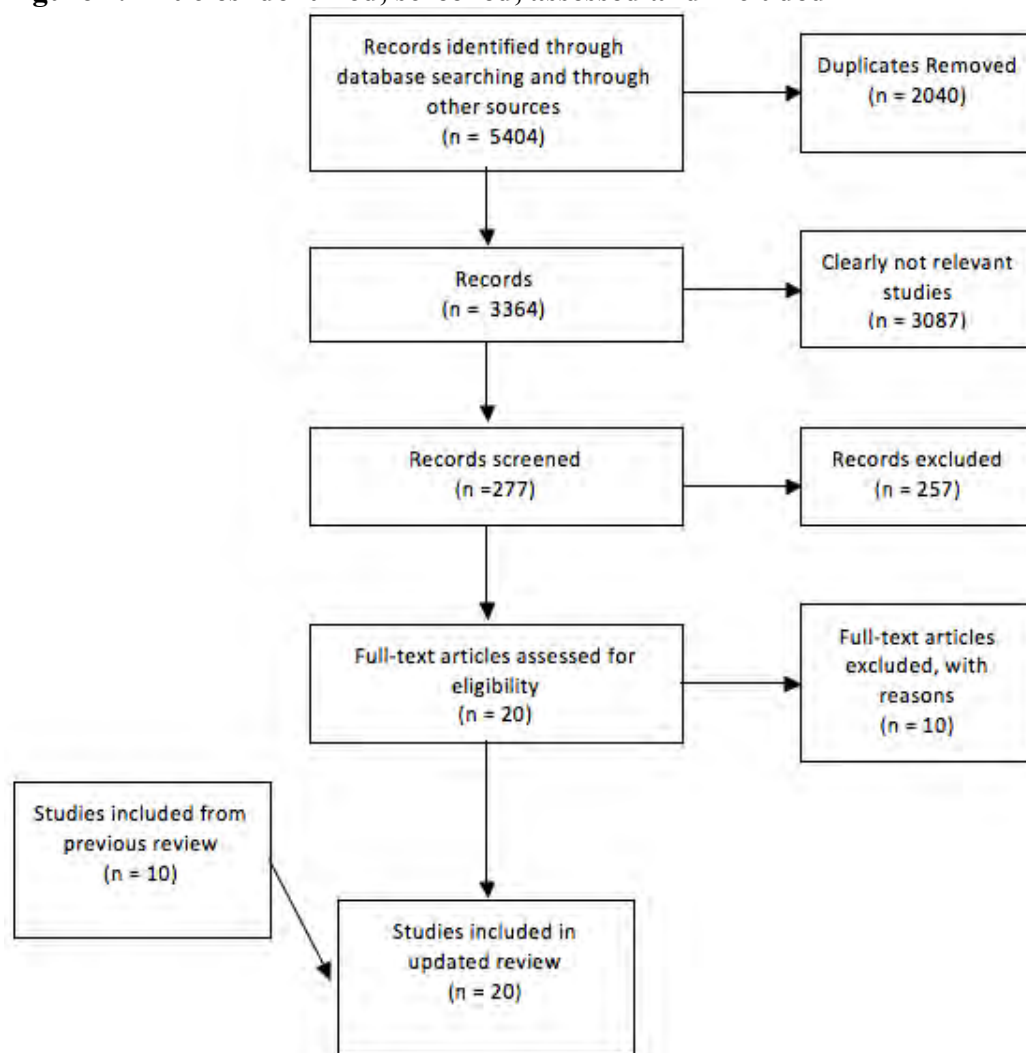 Records identified through
database searching and through
other sources
(n = 5404)
Duplicates Removed
(n = 2040)
Records
(n = 3364)
Clearly not relevant
studies
(n = 3087)
Records screened
(n =277)
Records excluded
(n = 257)
Full-text articles assessed for
eligibility
(n = 20)
Full-text articles
excluded, with
reasons
(n = 10)
Studies included from
previous review
(n = 10)
Studies included in
updated review
(n = 20)